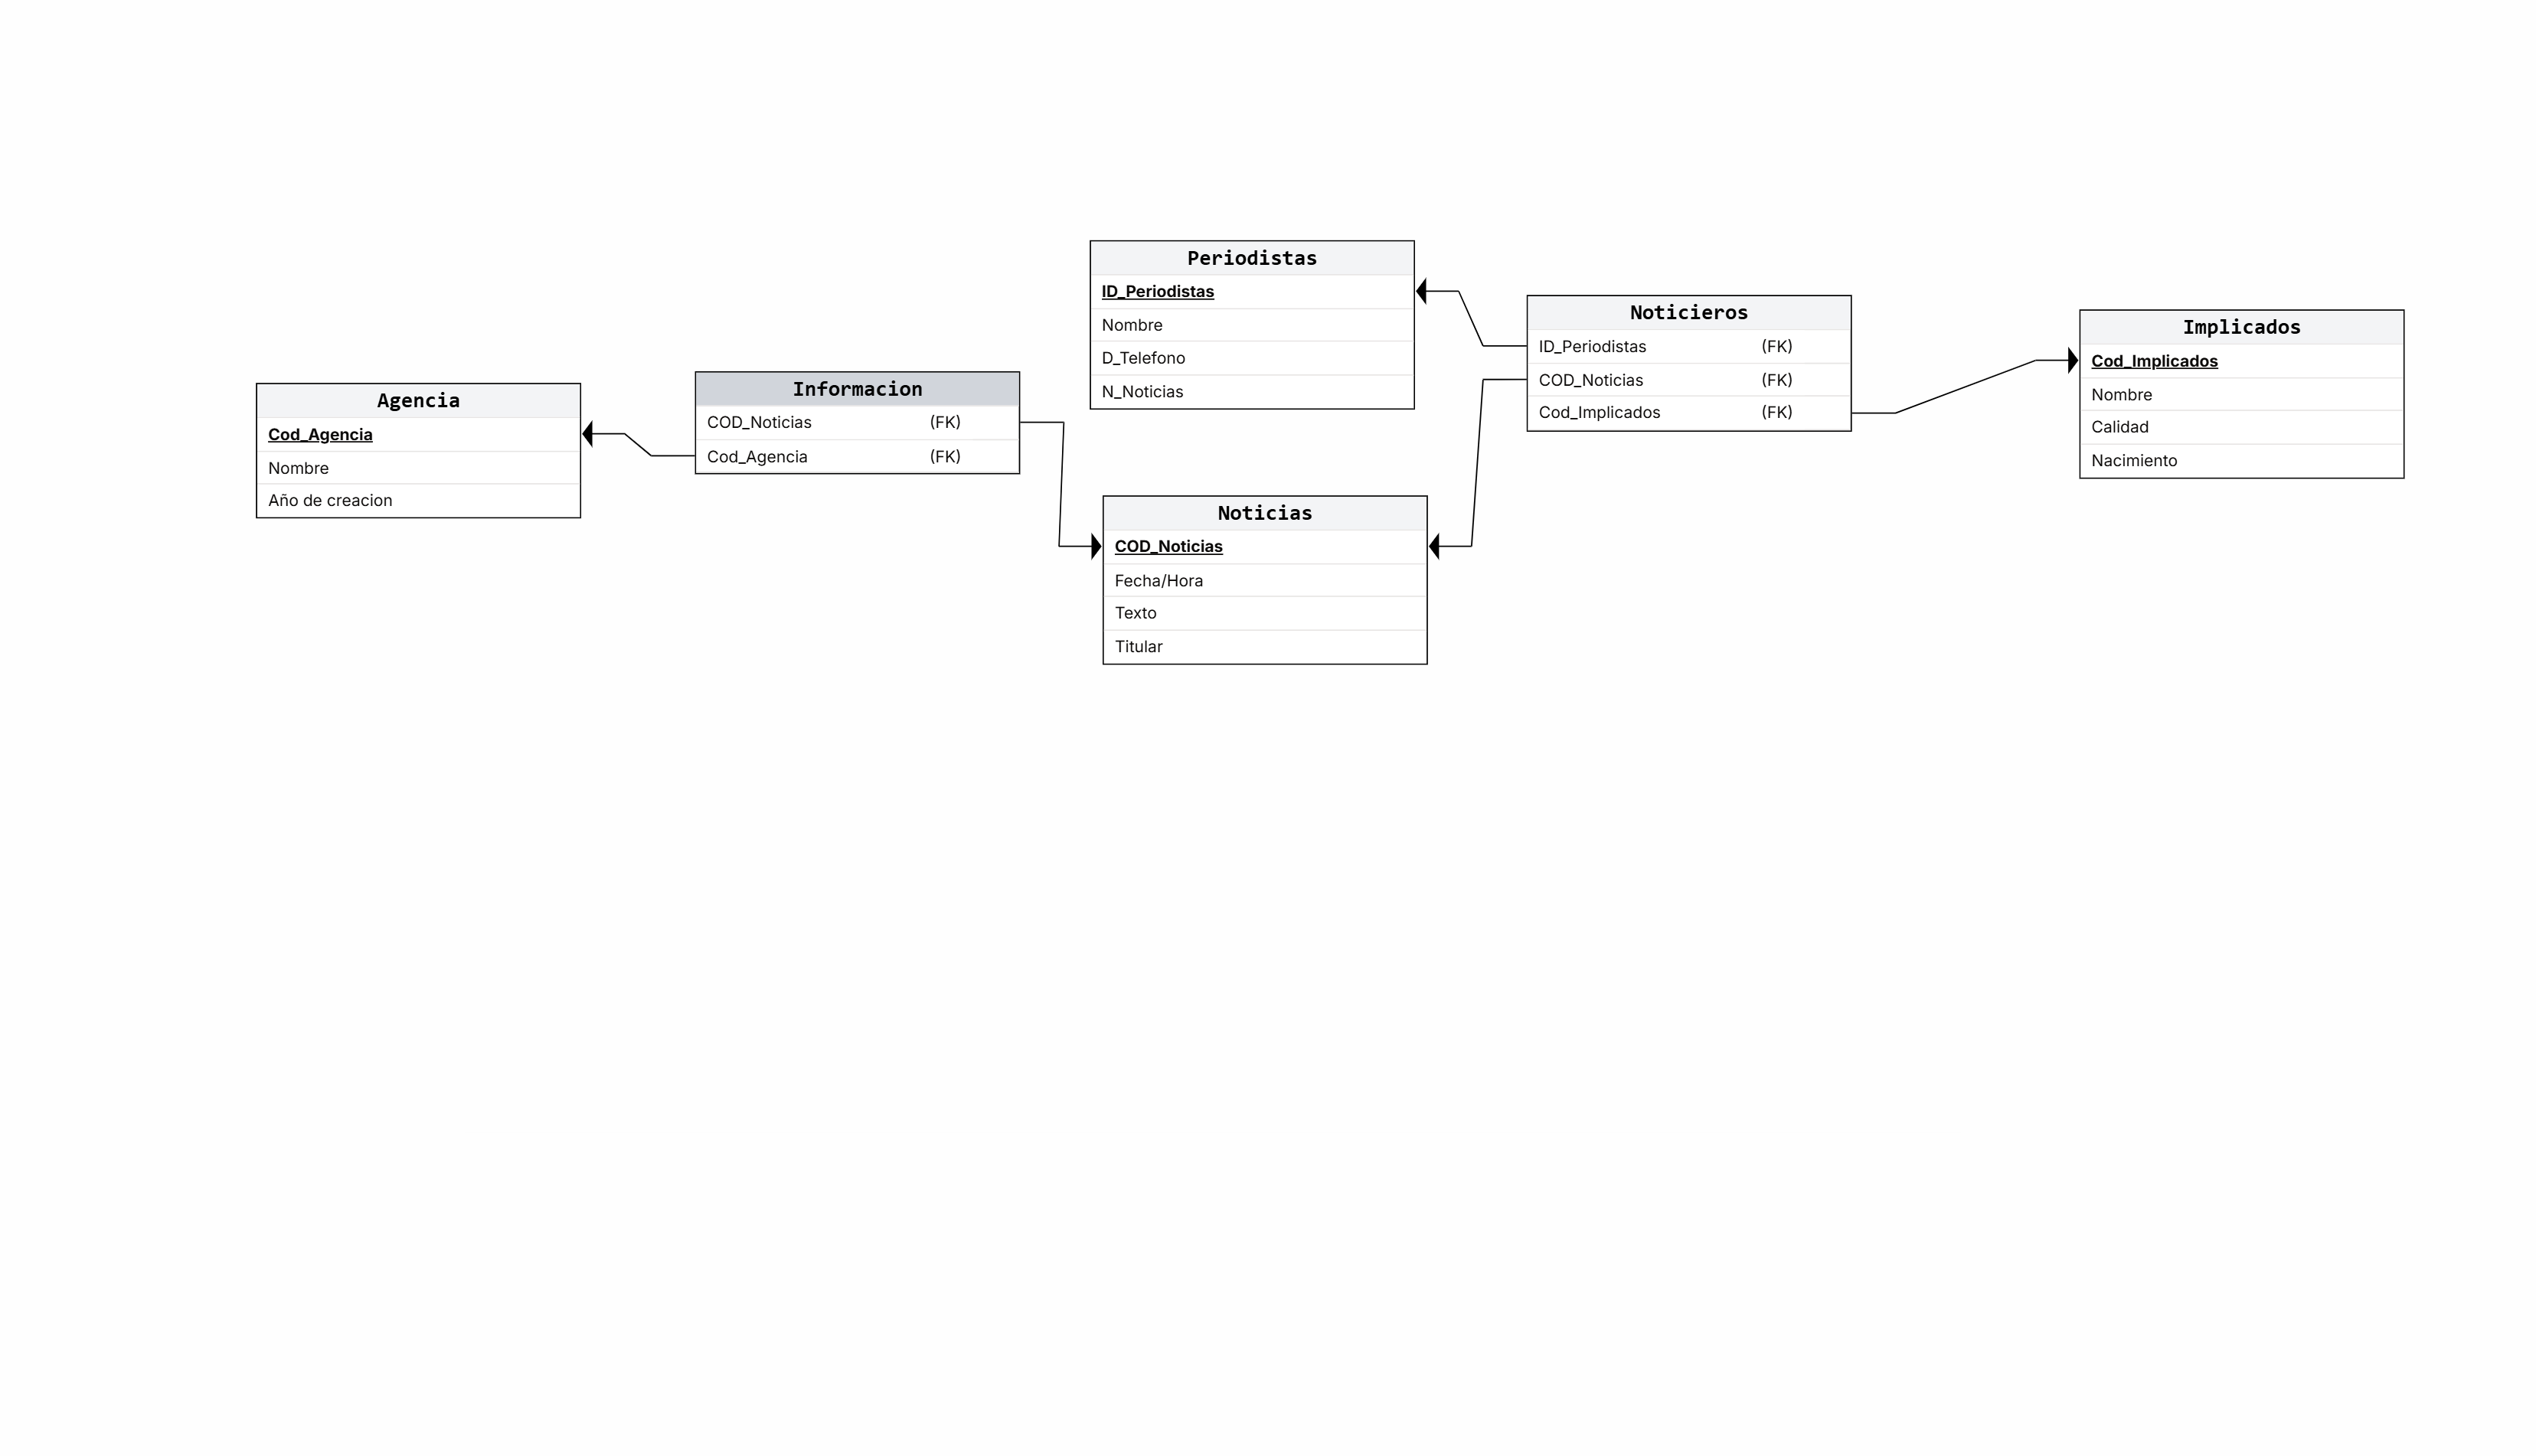 Periodistas
ID_Periodistas
Nombre
D_Telefono
N_Noticias
Noticieros
ID_Periodistas (FK)
COD_Noticias (FK)
Cod_Implicados (FK)
Implicados
Cod_Implicados
Nombre
Calidad
Nacimiento
Agencia
Cod_Agencia
Nombre
Año de creacion
Informacion
COD_Noticias (FK)
Cod_Agencia (FK)
Noticias
COD_Noticias
Fecha/Hora
Texto
Titular